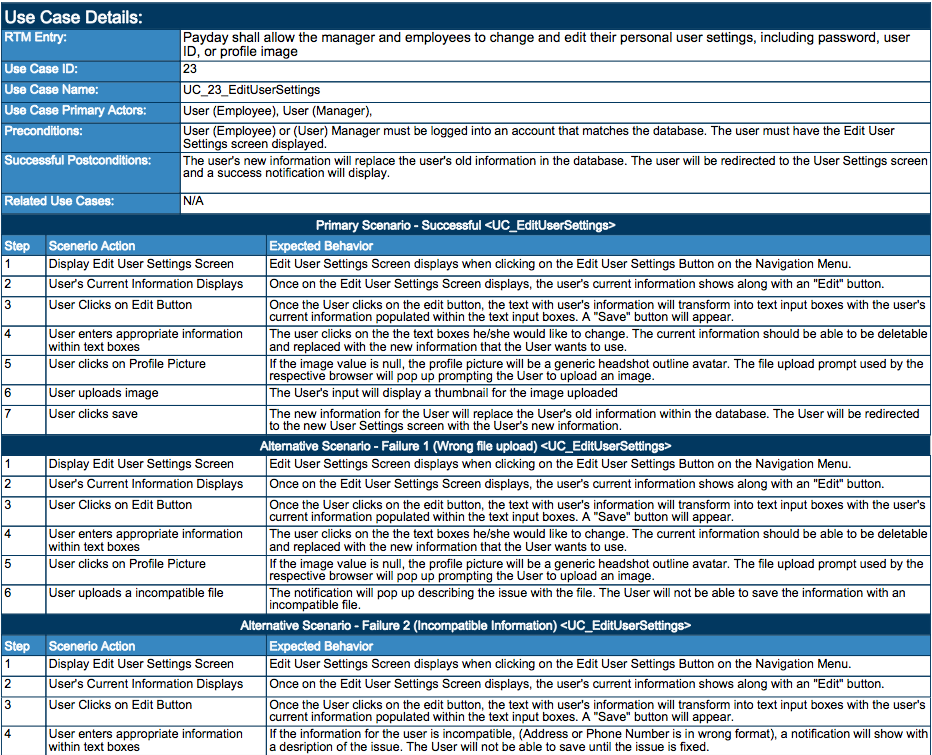 Use Case Details:
RTM Entry: Payday shall allow the manager and employees to change and edit their personal user settings, including password, user
ID, or profile image
Use Case ID: 23
Use Case Name: UC_23_EditUserSettings
Use Case Primary Actors: User (Employee), User (Manager),
Preconditions: User (Employee) or (User) Manager must be logged into an account that matches the database. The user must have the Edit User
Settings screen displayed.
Successful Postconditions: The user's new information will replace the user's old information in the database. The user will be redirected to the User Settings screen
and a success notification will display.
Related Use Cases: N/A
Primary Scenario - Successful <UC_EditUserSettings>
Step Scenerio Action Expected Behavior
1 Display Edit User Settings Screen Edit User Settings Screen displays when clicking on the Edit User Settings Button on the Navigation Menu.
2 User's Current Information Displays Once on the Edit User Settings Screen displays, the user's current information shows along with an "Edit" button.
3 User Clicks on Edit Button Once the User clicks on the edit button, the text with user's information will transform into text input boxes with the user's
current information populated within the text input boxes. A "Save" button will appear.
4 User enters appropriate information The user clicks on the the text boxes he/she would like to change. The current information should be able to be deletable
within text boxes and replaced with the new information that the User wants to use.
5 User clicks on Profile Picture If the image value is null, the profile picture will be a generic headshot outline avatar. The file upload prompt used by the
respective browser will pop up prompting the User to upload an image.
6 User uploads image The User's input will display a thumbnail for the image uploaded
7 User clicks save The new information for the User will replace the User's old information within the database. The User will be redirected
to the new User Settings screen with the User's new information.
Alternative Scenario - Failure 1 (Wrong file upload) <UC_EditUserSettings>
1 Display Edit User Settings Screen Edit User Settings Screen displays when clicking on the Edit User Settings Button on the Navigation Menu.
2 User's Current Information Displays Once on the Edit User Settings Screen displays, the user's current information shows along with an "Edit" button.
3 User Clicks on Edit Button Once the User clicks on the edit button, the text with user's information will transform into text input boxes with the user's
current information populated within the text input boxes. A "Save" button will appear.
4 User enters appropriate information The user clicks on the the text boxes he/she would like to change. The current information should be able to be deletable
within text boxes and replaced with the new information that the User wants to use.
5 User clicks on Profile Picture If the image value is null, the profile picture will be a generic headshot outline avatar. The file upload prompt used by the
respective browser will pop up prompting the User to upload an image.
6 User uploads a incompatible file The notification will pop up describing the issue with the file. The User will not be able to save the information with an
incompatible file.
Alternative Scenario - Failure 2 (Incompatible Information) <UC_EditUserSettings>
Step Scenerio Action Expected Behavior
1 Display Edit User Settings Screen Edit User Settings Screen displays when clicking on the Edit User Settings Button on the Navigation Menu.
2 User's Current Information Displays Once on the Edit User Settings Screen displays, the user's current information shows along with an "Edit" button.
3 User Clicks on Edit Button Once the User clicks on the edit button, the text with user's information will transform into text input boxes with the user's
current information populated within the text input boxes. A "Save" button will appear.
4 User enters appropriate information If the information for the user is incompatible, (Address or Phone Number is in wrong format), a notification will show with
within text boxes a desription of the issue. The User will not be able to save until the issue is fixed.